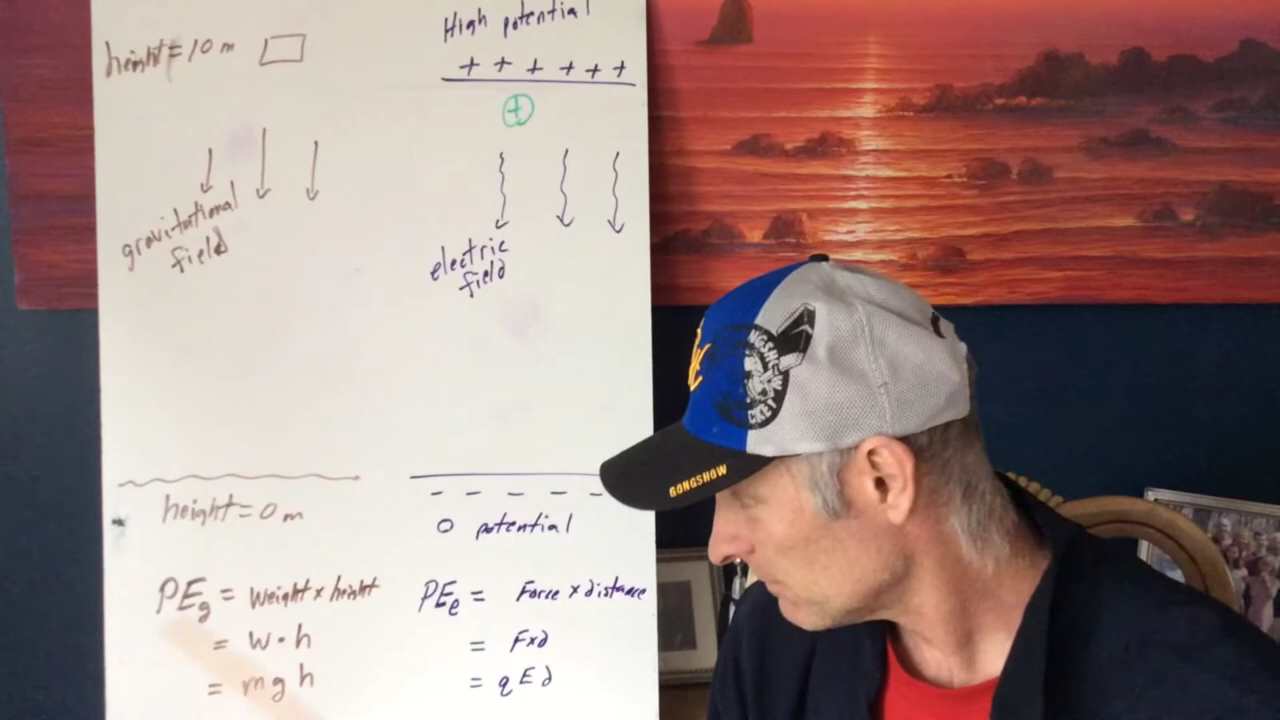 height = 10 m
gravitational
field
height = 0 m
PEg = weight x height
= w · h
= m g h
High potential
+ + + + + +
+
electric
field
- - - - -
0 potential
PEe = Force x distance
= F x d
= q E d
GONGSHOW